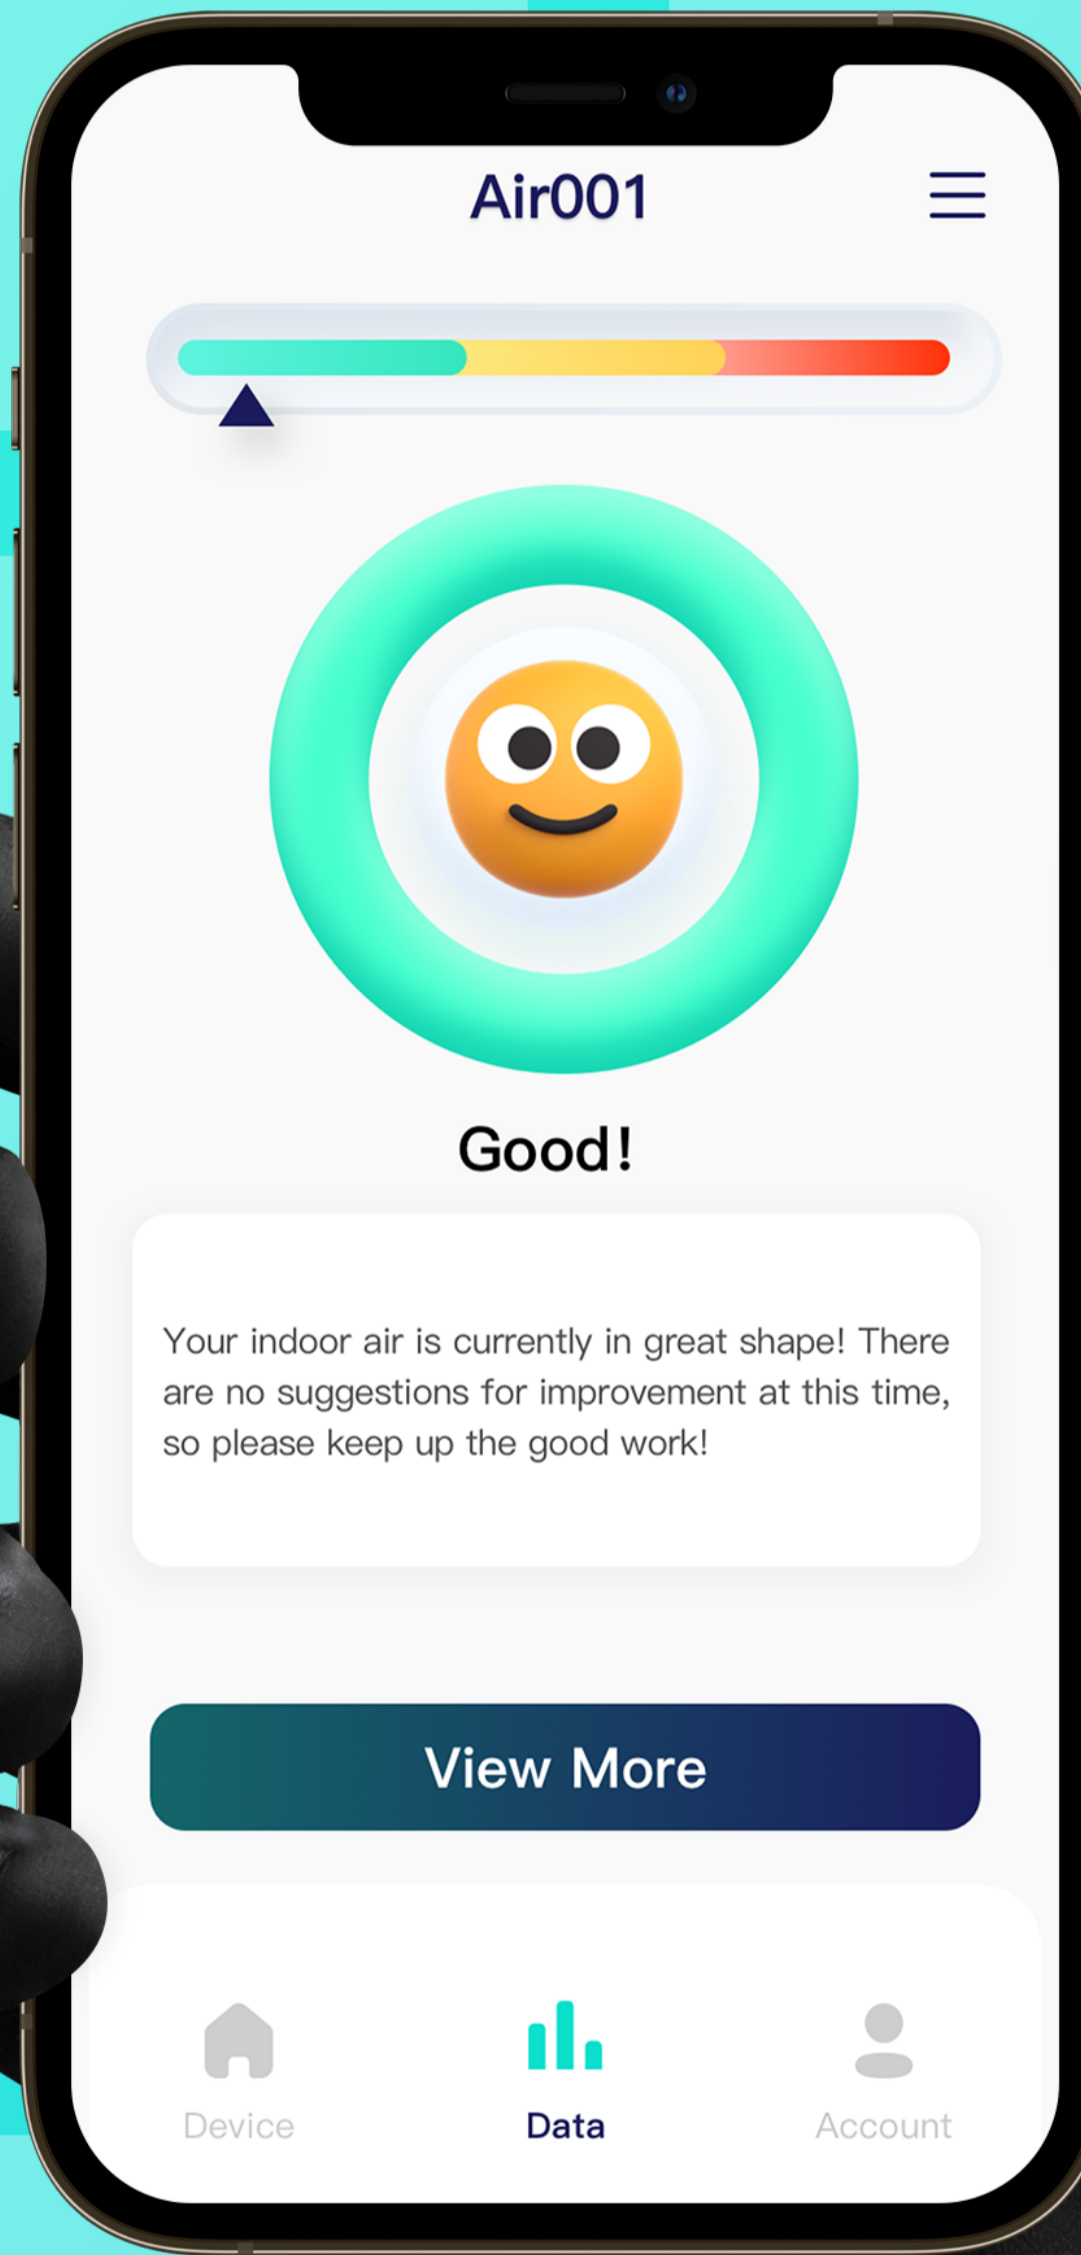 Air001
Good!
Your indoor air is currently in great shape! There
are no suggestions for improvement at this time,
so please keep up the good work!
View More
Device
Data
Account